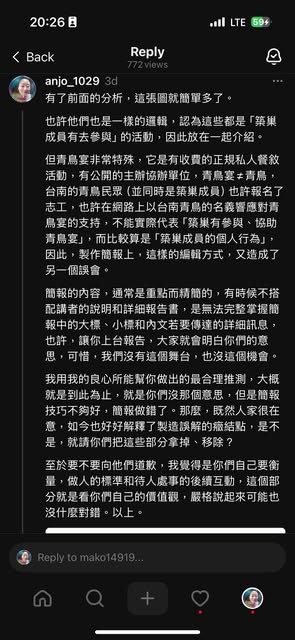 20:26
LTE 59
Back
Reply
772 views
anjo_1029 3d
有了前面的分析，這張圖就簡單多了。
也許他們也是一樣的邏輯，認為這些都是「築巢
成員有去參與」的活動，因此放在一起介紹。
但青鳥宴非常特殊，它是有收費的正規私人餐敘
活動，有公開的主辦協辦單位，青鳥宴≠青鳥，
台南的青鳥民眾（並同時是築巢成員）也許報名了
志工，也許在網路上以台南青鳥的名義響應對青
鳥宴的支持，不能實際代表「築巢有參與、協助
青鳥宴」，而比較算是「築巢成員的個人行為」，
因此，製作簡報上，這樣的編輯方式，又造成了
另一個誤會。
簡報的內容，通常是重點而精簡的，有時候不搭
配講者的說明和詳細報告書，是無法完整掌握簡
報中的大標、小標和內文若要傳達的詳細訊息，
也許，讓你上台報告，大家就會明白你們的意
思，可惜，我們沒有這個舞台，也沒這個機會。
我用我的良心所能幫你做出的最合理推測，大概
就是到此為止，就是你們沒那個意思，但是簡報
技巧不夠好，簡報做錯了。那麼，既然人家很在
意，如今也好好解釋了製造誤解的癥結點，是不
是，就請你們把這些部分拿掉、移除？
至於要不要向他們道歉，我覺得是你們自己要衡
量，做人的標準和待人處事的後續互動，這個部
分就是看你們自己的價值觀，嚴格說起來可能也
沒什麼對錯。以上。
Reply to mako14919...